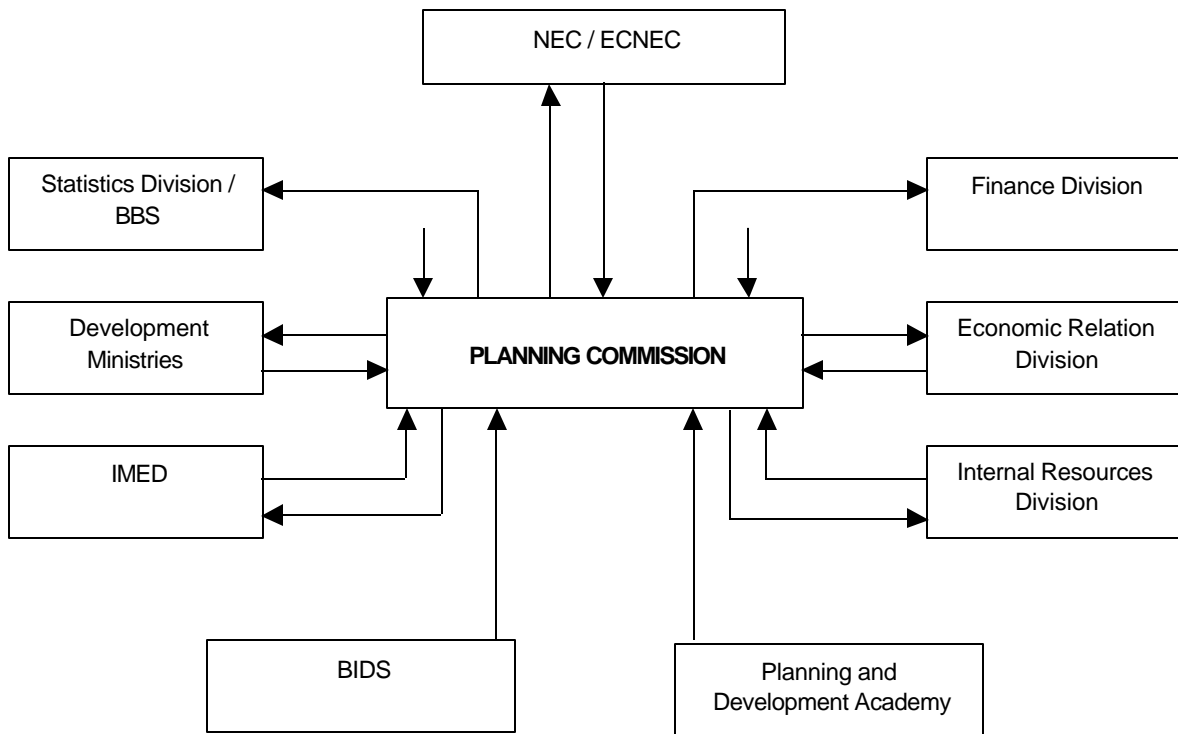 NEC / ECNEC
Statistics Division /
BBS
Finance Division
Development
Ministries
PLANNING COMMISSION
Economic Relation
Division
IMED
Internal Resources
Division
BIDS
Planning and
Development Academy